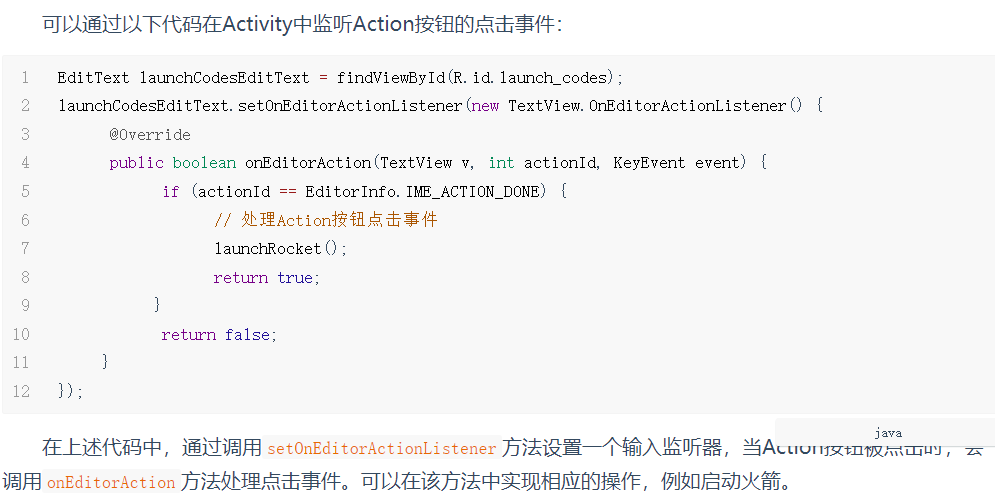 可以通过以下代码在Activity中监听Action按钮的点击事件：
1 EditText launchCodesEditText = findViewById(R.id.launch_codes);
2 launchCodesEditText.setOnEditorActionListener(new TextView.OnEditorActionListener() {
3 @Override
4 public boolean onEditorAction(TextView v, int actionId, KeyEvent event) {
5 if (actionId == EditorInfo.IME_ACTION_DONE) {
6 // 处理Action按钮点击事件
7 launchRocket();
8 return true;
9 }
10 return false;
11 }
12 });
java
在上述代码中，通过调用 setOnEditorActionListener 方法设置一个输入监听器，当Action按钮被点击时，会
调用 onEditorAction 方法处理点击事件。可以在该方法中实现相应的操作，例如启动火箭。